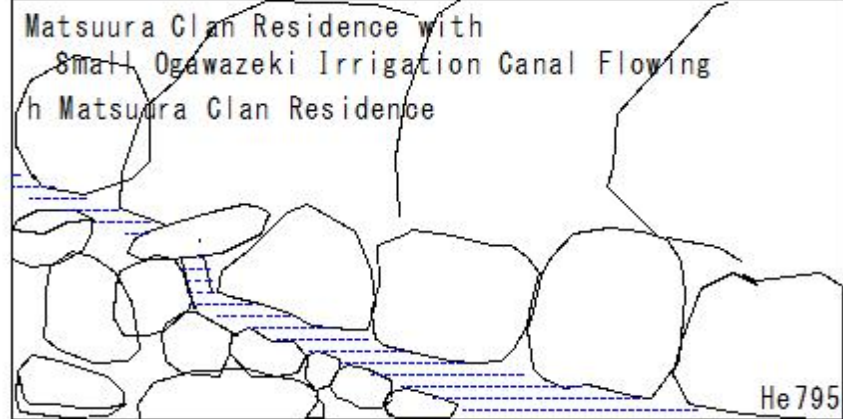 Matsuura Clan Residence with
Small Ogawazeki Irrigation Canal Flowing
h Matsuura Clan Residence
He795